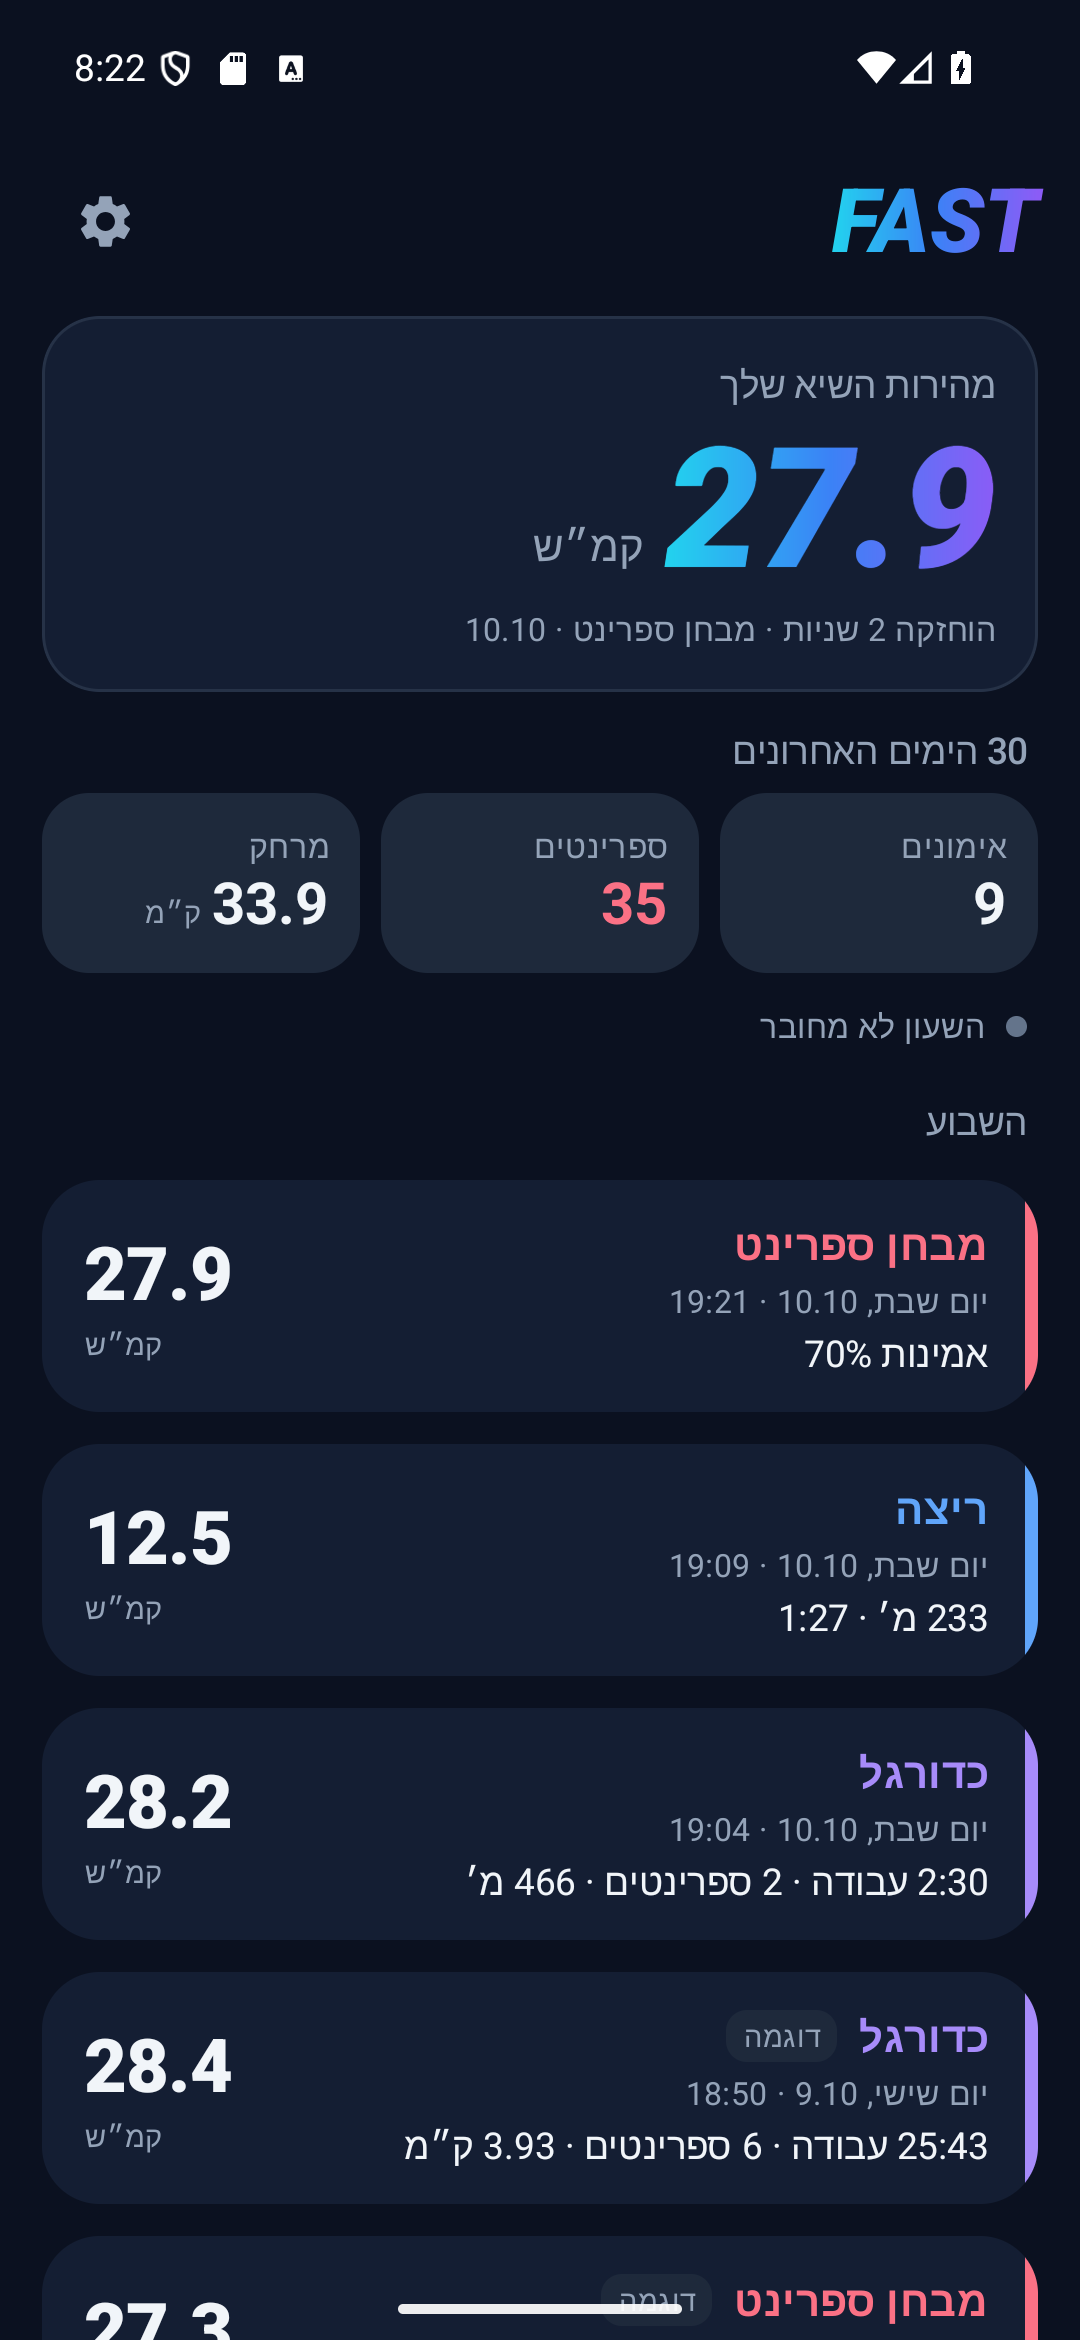 8:22
FAST
מהירות השיא שלך
27.9 קמ״ש
הוחזקה 2 שניות · מבחן ספרינט · 10.10
30 הימים האחרונים
אימונים
9
ספרינטים
35
מרחק
33.9 ק״מ
השעון לא מחובר
השבוע
מבחן ספרינט
יום שבת, 10.10 · 19:21
אמינות 70%
27.9
קמ״ש
ריצה
יום שבת, 10.10 · 19:09
233 מ׳ · 1:27
12.5
קמ״ש
כדורגל
יום שבת, 10.10 · 19:04
2:30 עבודה · 2 ספרינטים · 466 מ׳
28.2
קמ״ש
כדורגל דוגמה
יום שישי, 9.10 · 18:50
25:43 עבודה · 6 ספרינטים · 3.93 ק״מ
28.4
קמ״ש
מבחן ספרינט דוגמה
27.3